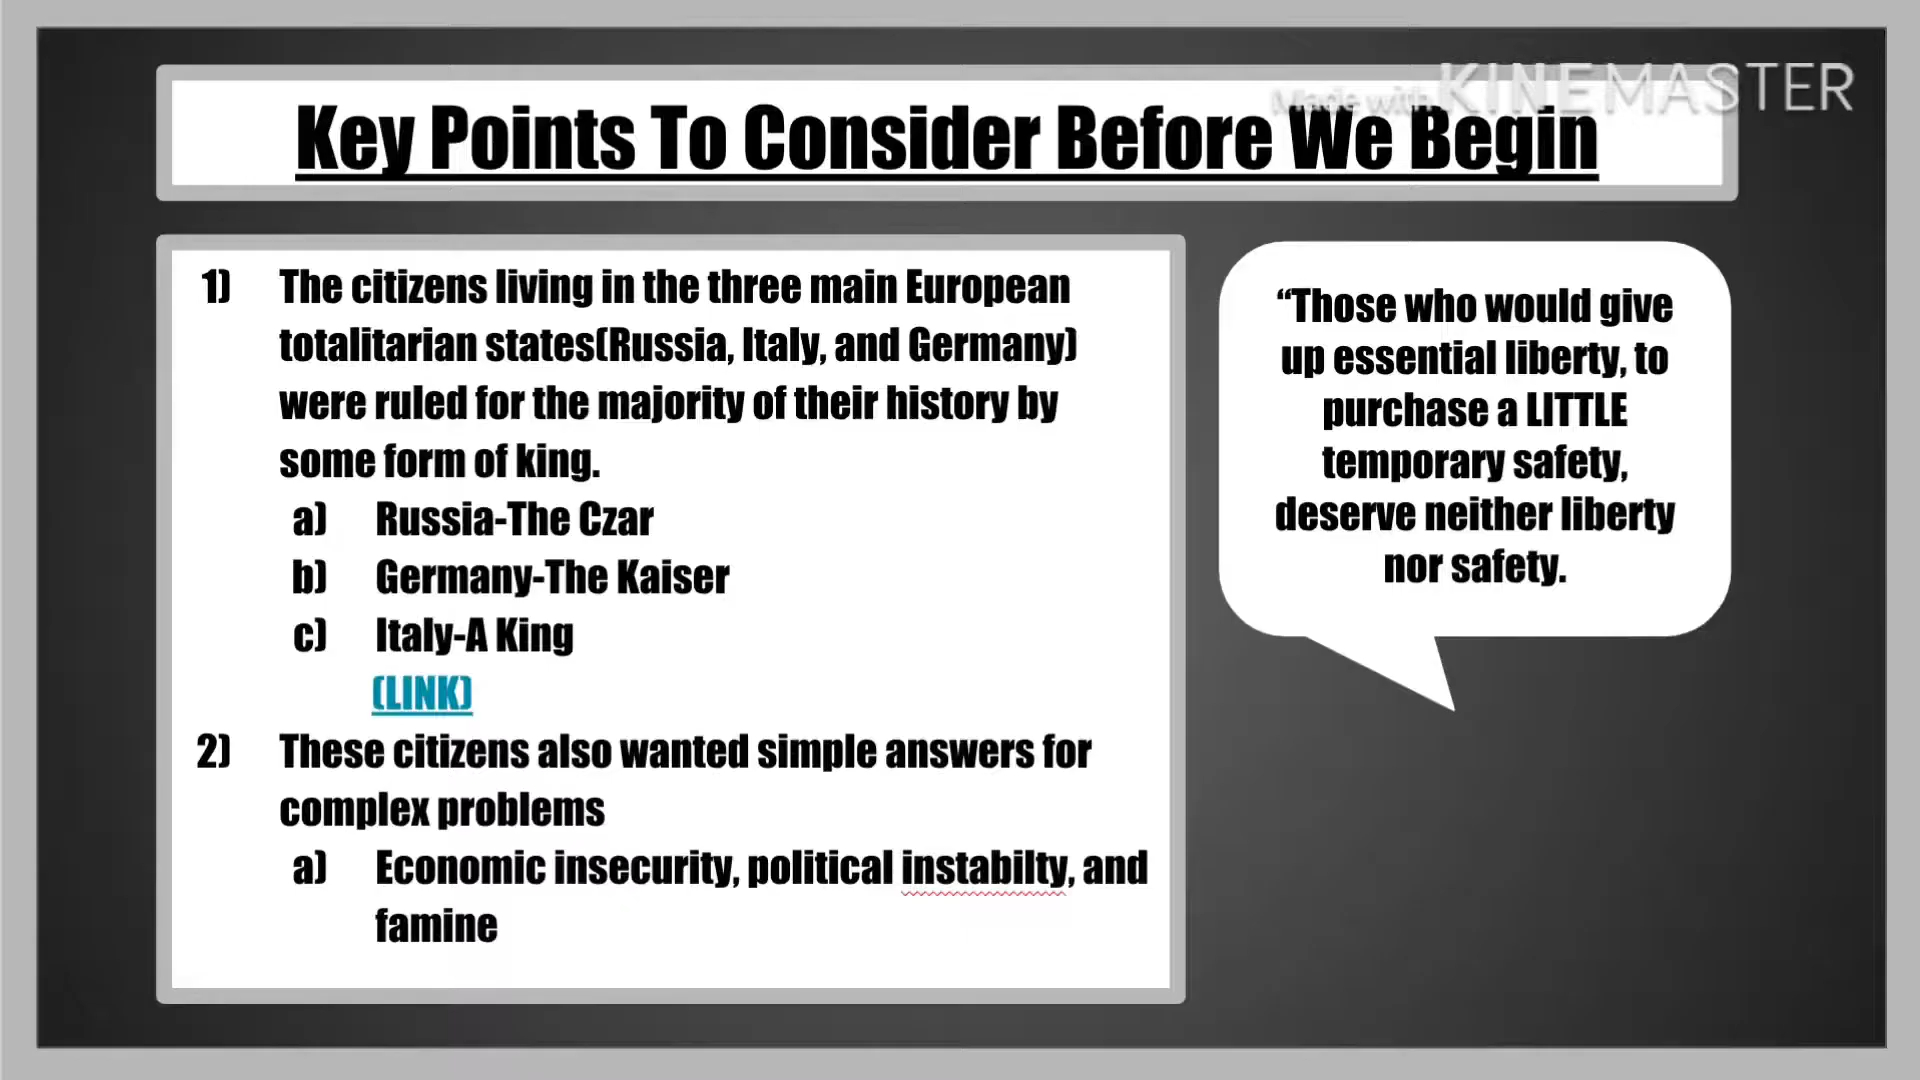 Made with KINEMASTER
Key Points To Consider Before We Begin
1) The citizens living in the three main European
totalitarian states(Russia, Italy, and Germany)
were ruled for the majority of their history by
some form of king.
a) Russia-The Czar
b) Germany-The Kaiser
c) Italy-A King
(LINK)
2) These citizens also wanted simple answers for
complex problems
a) Economic insecurity, political instabilty, and
famine
“Those who would give
up essential liberty, to
purchase a LITTLE
temporary safety,
deserve neither liberty
nor safety.